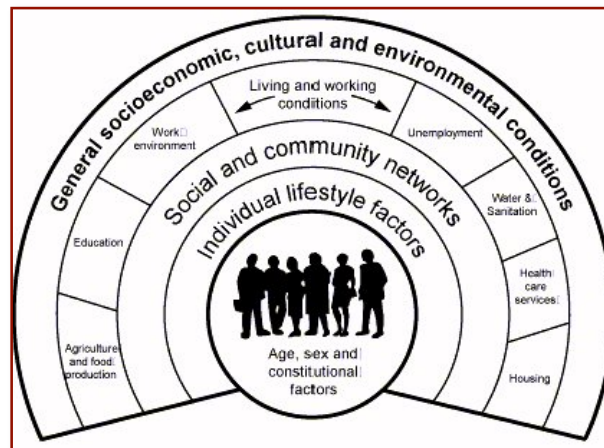 General socioeconomic, cultural and environmental conditions
Living and working
conditions
Work
environment
Unemployment
Social and community networks
Education
Water &
Sanitation
Individual lifestyle factors
Health
care
services
Agriculture
and food
production
Housing
Age, sex and
constitutional
factors